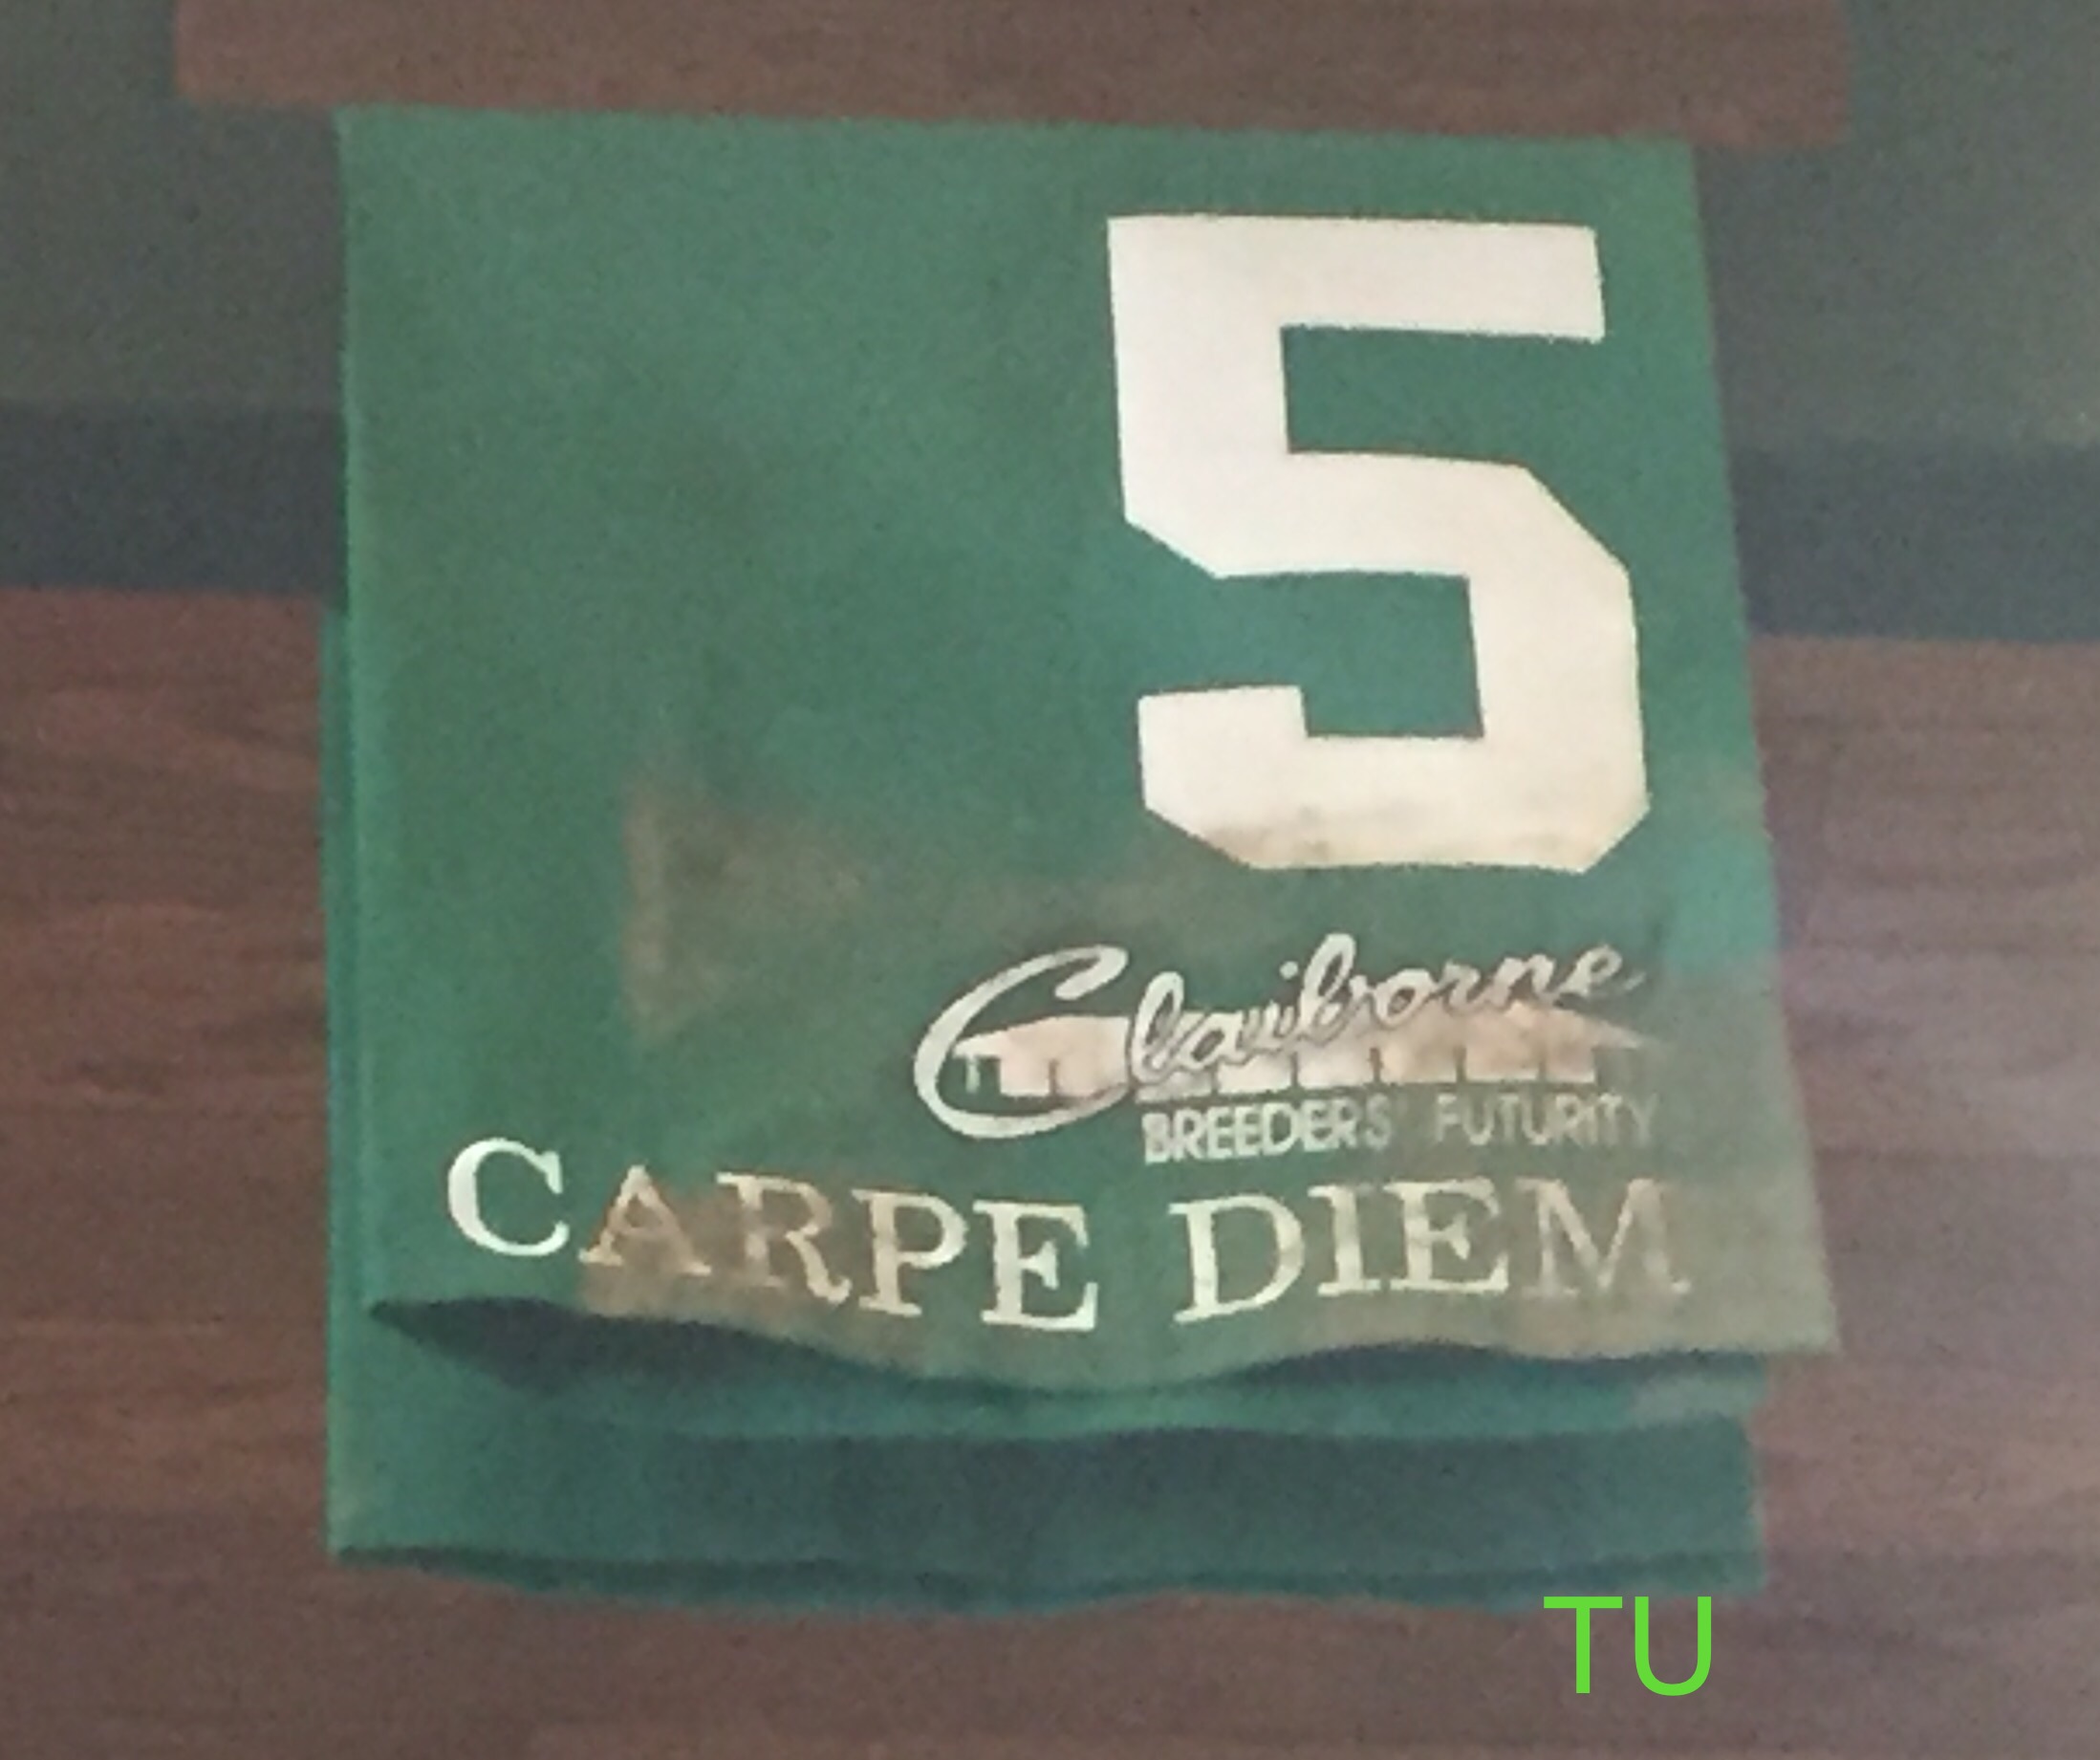 5
Claiborne
BREEDERS' FUTURITY
CARPE DIEM
TU